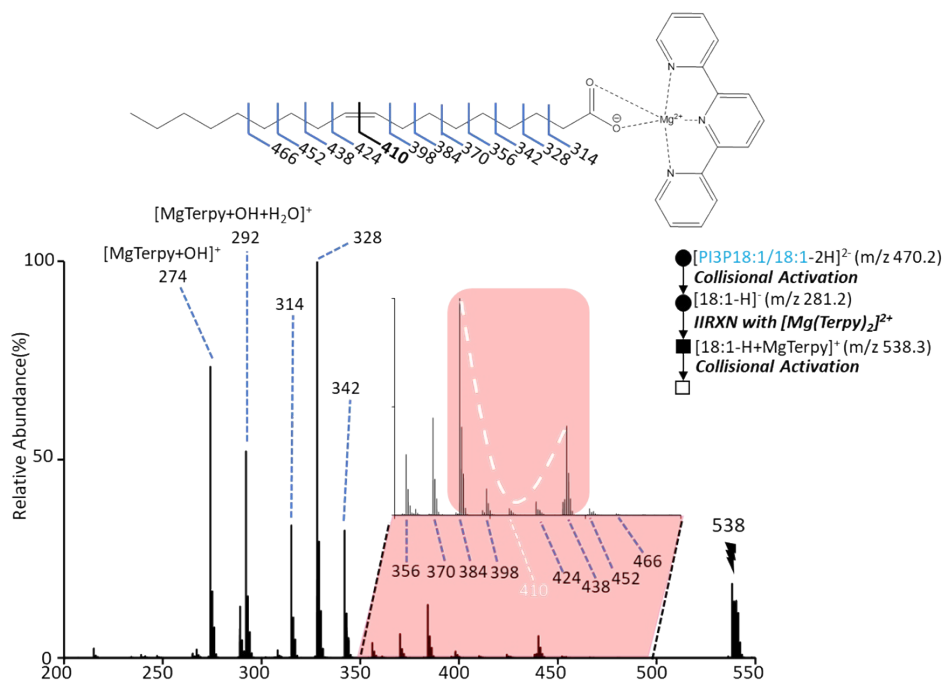 O
O
⊖
Mg²⁺
N
N
N
466
452
438
424
410
398
384
370
356
342
328
314
[MgTerpy+OH+H₂O]⁺
292
[MgTerpy+OH]⁺
274
328
314
342
[PI3P18:1/18:1-2H]²⁻ (m/z 470.2)
Collisional Activation
[18:1-H]⁻ (m/z 281.2)
IIRXN with [Mg(Terpy)₂]²⁺
[18:1-H+MgTerpy]⁺ (m/z 538.3)
Collisional Activation
538
356
370
384
398
410
424
438
452
466
Relative Abundance(%)
100
50
0
200
250
300
350
400
450
500
550